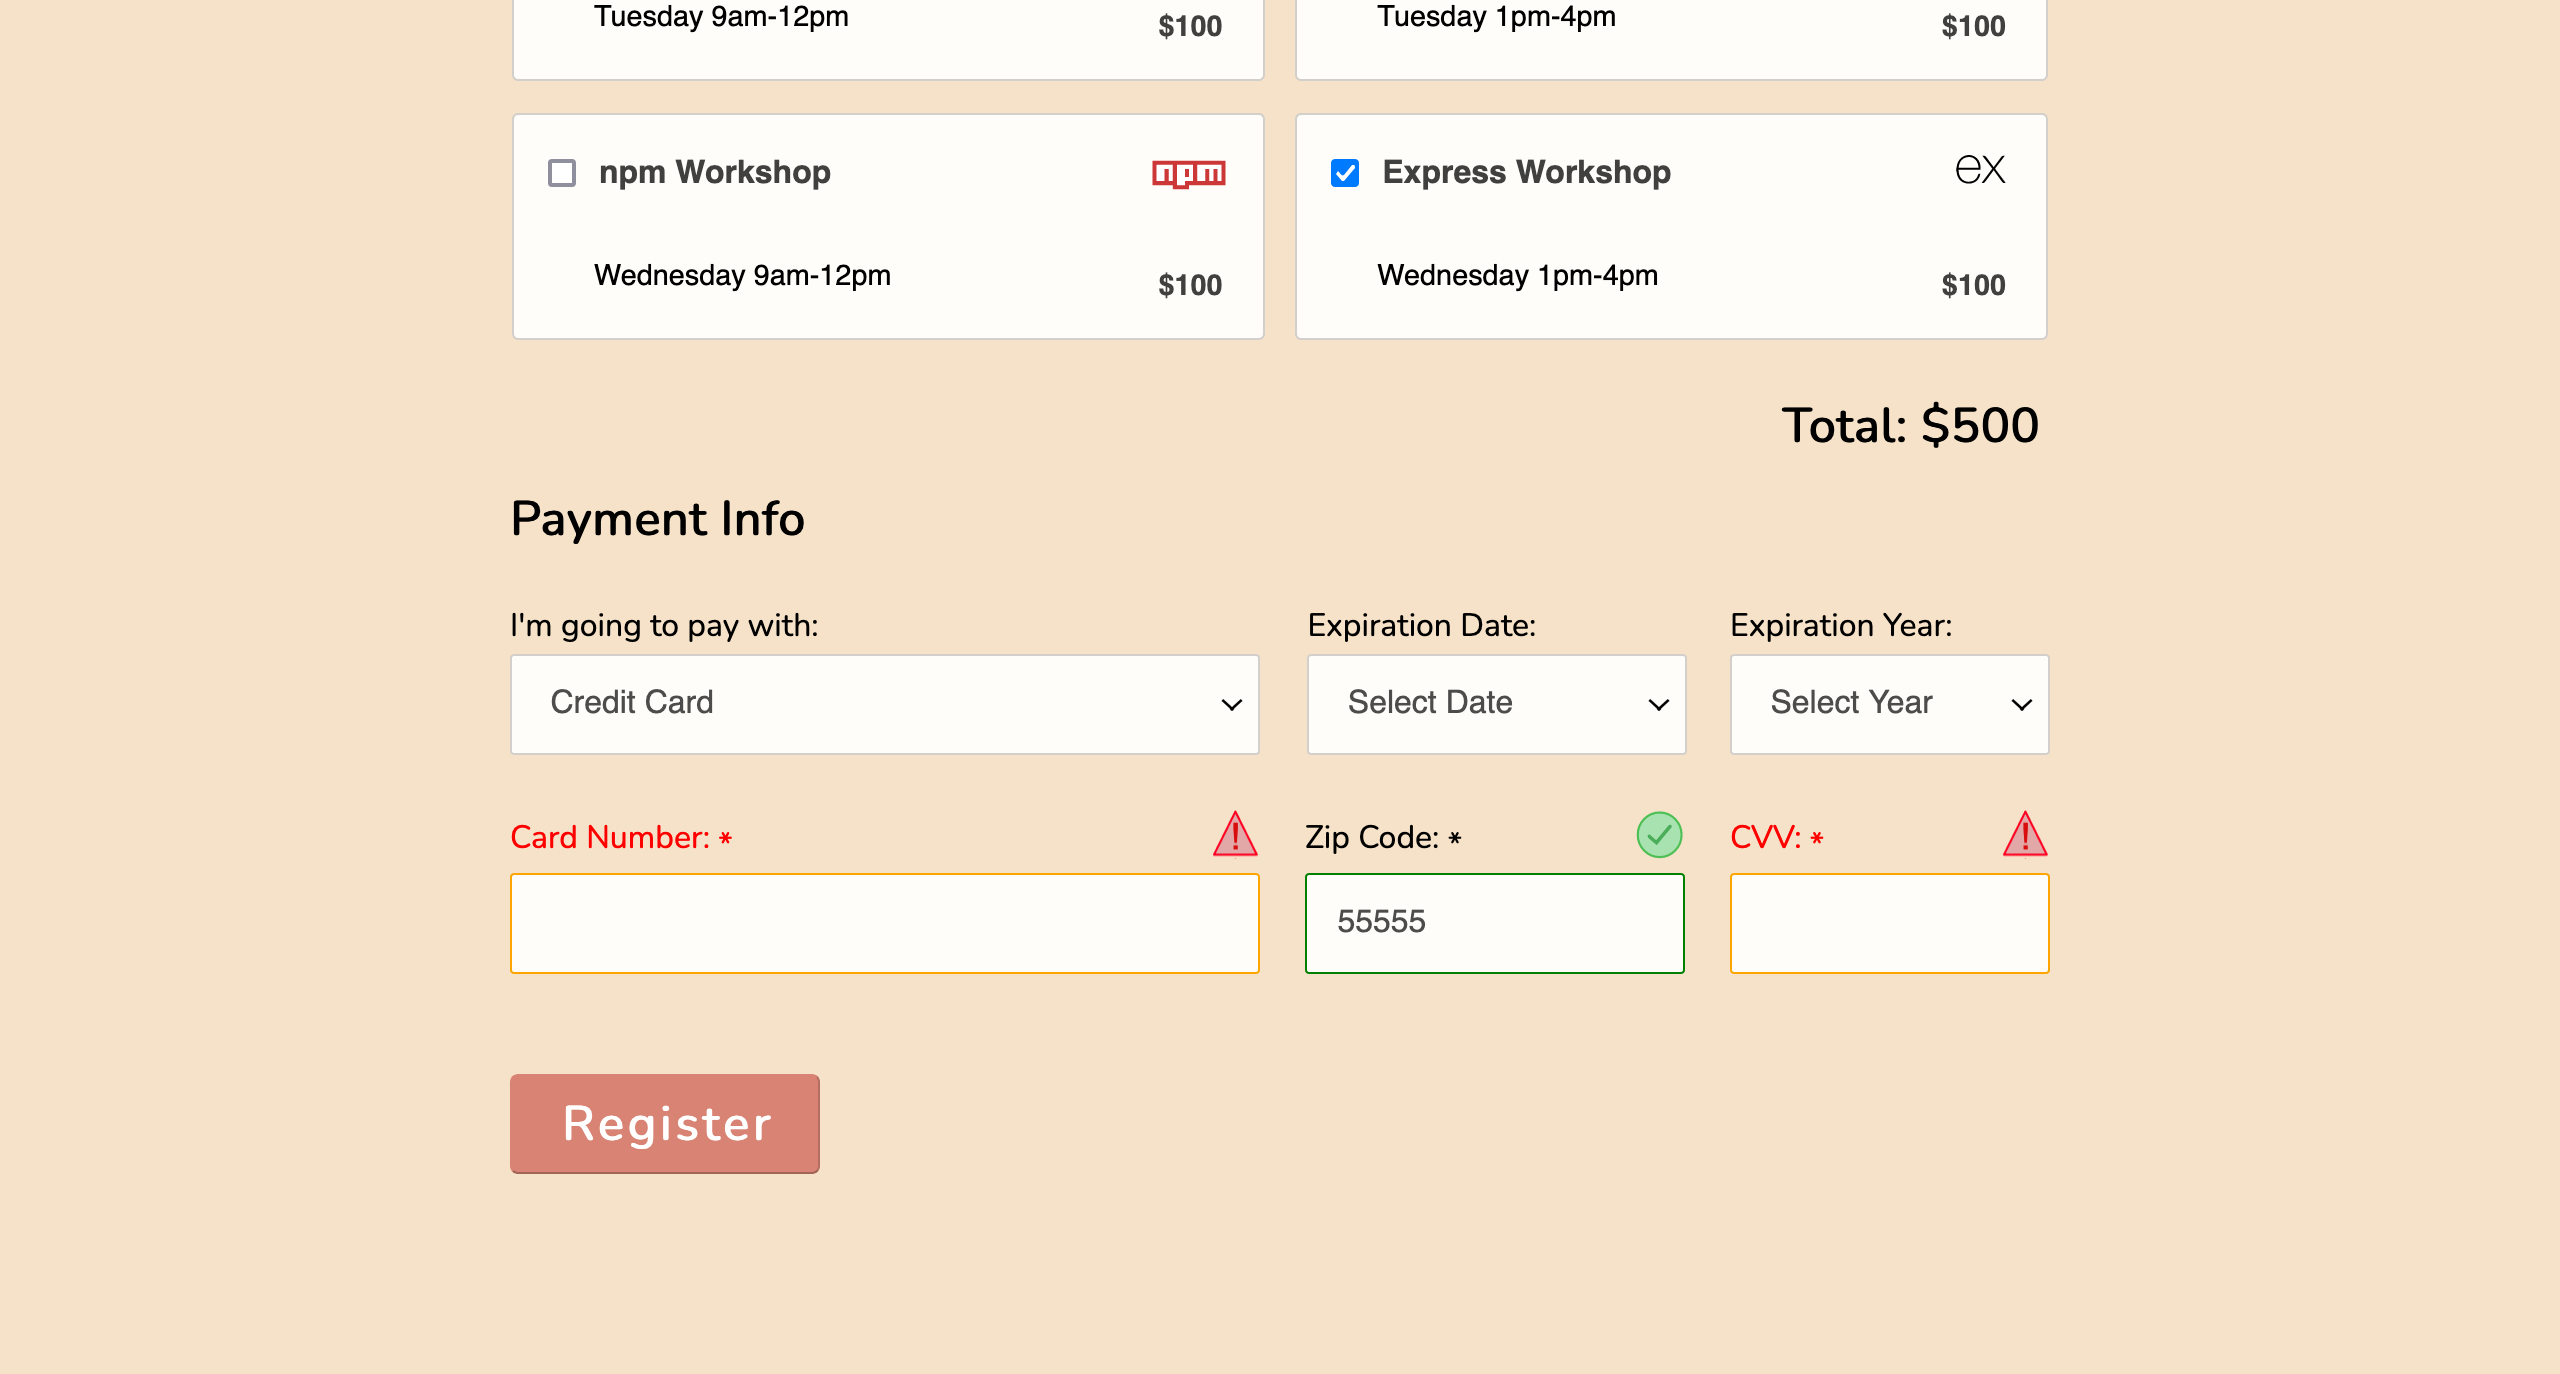 Tuesday 9am-12pm $100 Tuesday 1pm-4pm $100
npm Workshop npm Express Workshop ex
Wednesday 9am-12pm $100 Wednesday 1pm-4pm $100
Total: $500
Payment Info
I'm going to pay with: Expiration Date: Expiration Year:
Credit Card Select Date Select Year
Card Number: * Zip Code: * CVV: *
55555
Register